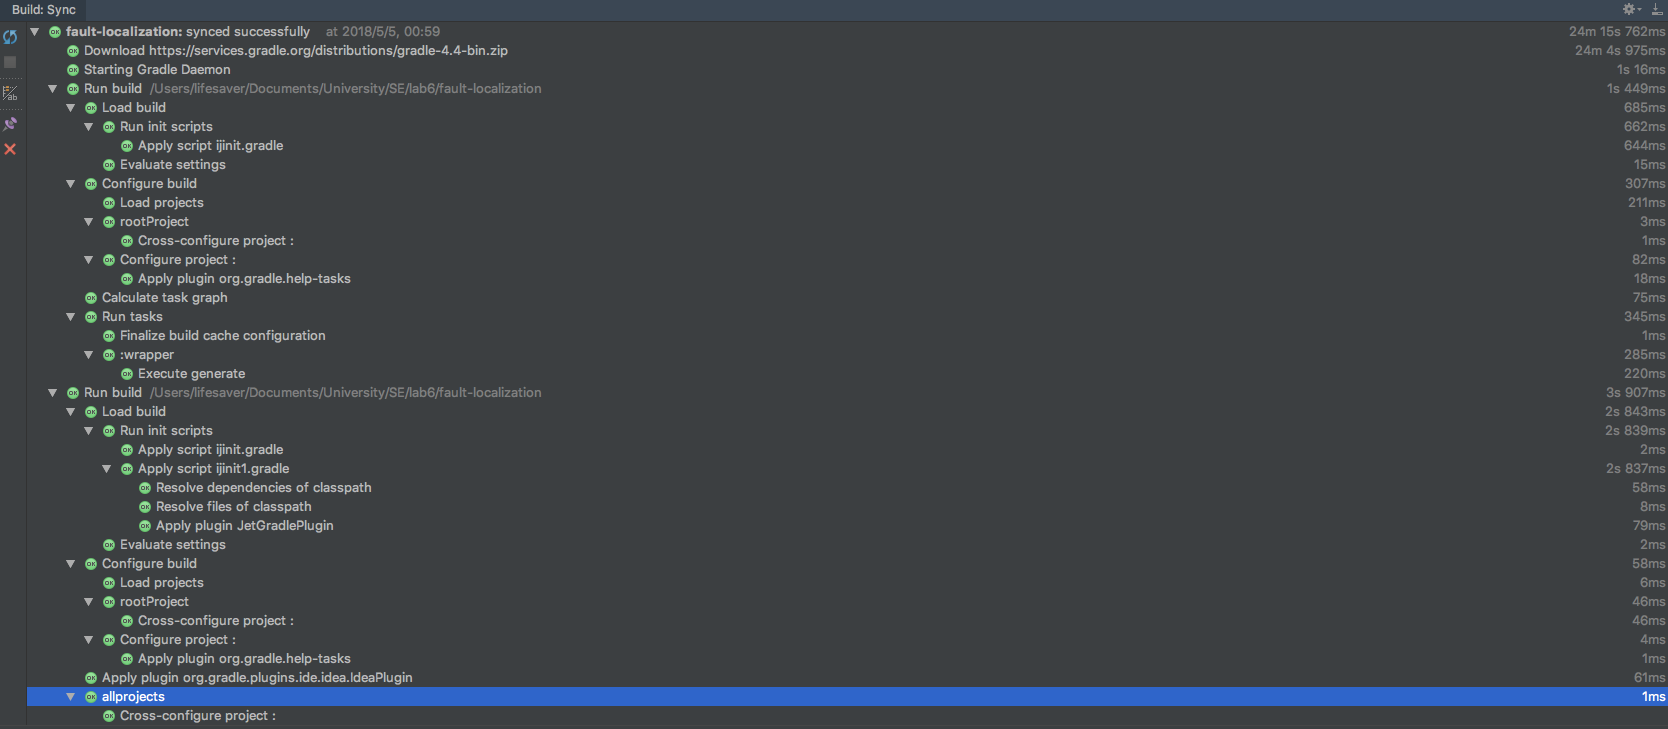 Build: Sync
fault-localization: synced successfully at 2018/5/5, 00:59 24m 15s 762ms
Download https://services.gradle.org/distributions/gradle-4.4-bin.zip 24m 4s 975ms
Starting Gradle Daemon 1s 16ms
Run build /Users/lifesaver/Documents/University/SE/lab6/fault-localization 1s 449ms
Load build 685ms
Run init scripts 662ms
Apply script ijinit.gradle 644ms
Evaluate settings 15ms
Configure build 307ms
Load projects 211ms
rootProject 3ms
Cross-configure project : 1ms
Configure project : 82ms
Apply plugin org.gradle.help-tasks 18ms
Calculate task graph 75ms
Run tasks 345ms
Finalize build cache configuration 1ms
:wrapper 285ms
Execute generate 220ms
Run build /Users/lifesaver/Documents/University/SE/lab6/fault-localization 3s 907ms
Load build 2s 843ms
Run init scripts 2s 839ms
Apply script ijinit.gradle 2ms
Apply script ijinit1.gradle 2s 837ms
Resolve dependencies of classpath 58ms
Resolve files of classpath 8ms
Apply plugin JetGradlePlugin 79ms
Evaluate settings 2ms
Configure build 58ms
Load projects 6ms
rootProject 46ms
Cross-configure project : 46ms
Configure project : 4ms
Apply plugin org.gradle.help-tasks 1ms
Apply plugin org.gradle.plugins.ide.idea.IdeaPlugin 61ms
allprojects 1ms
Cross-configure project :